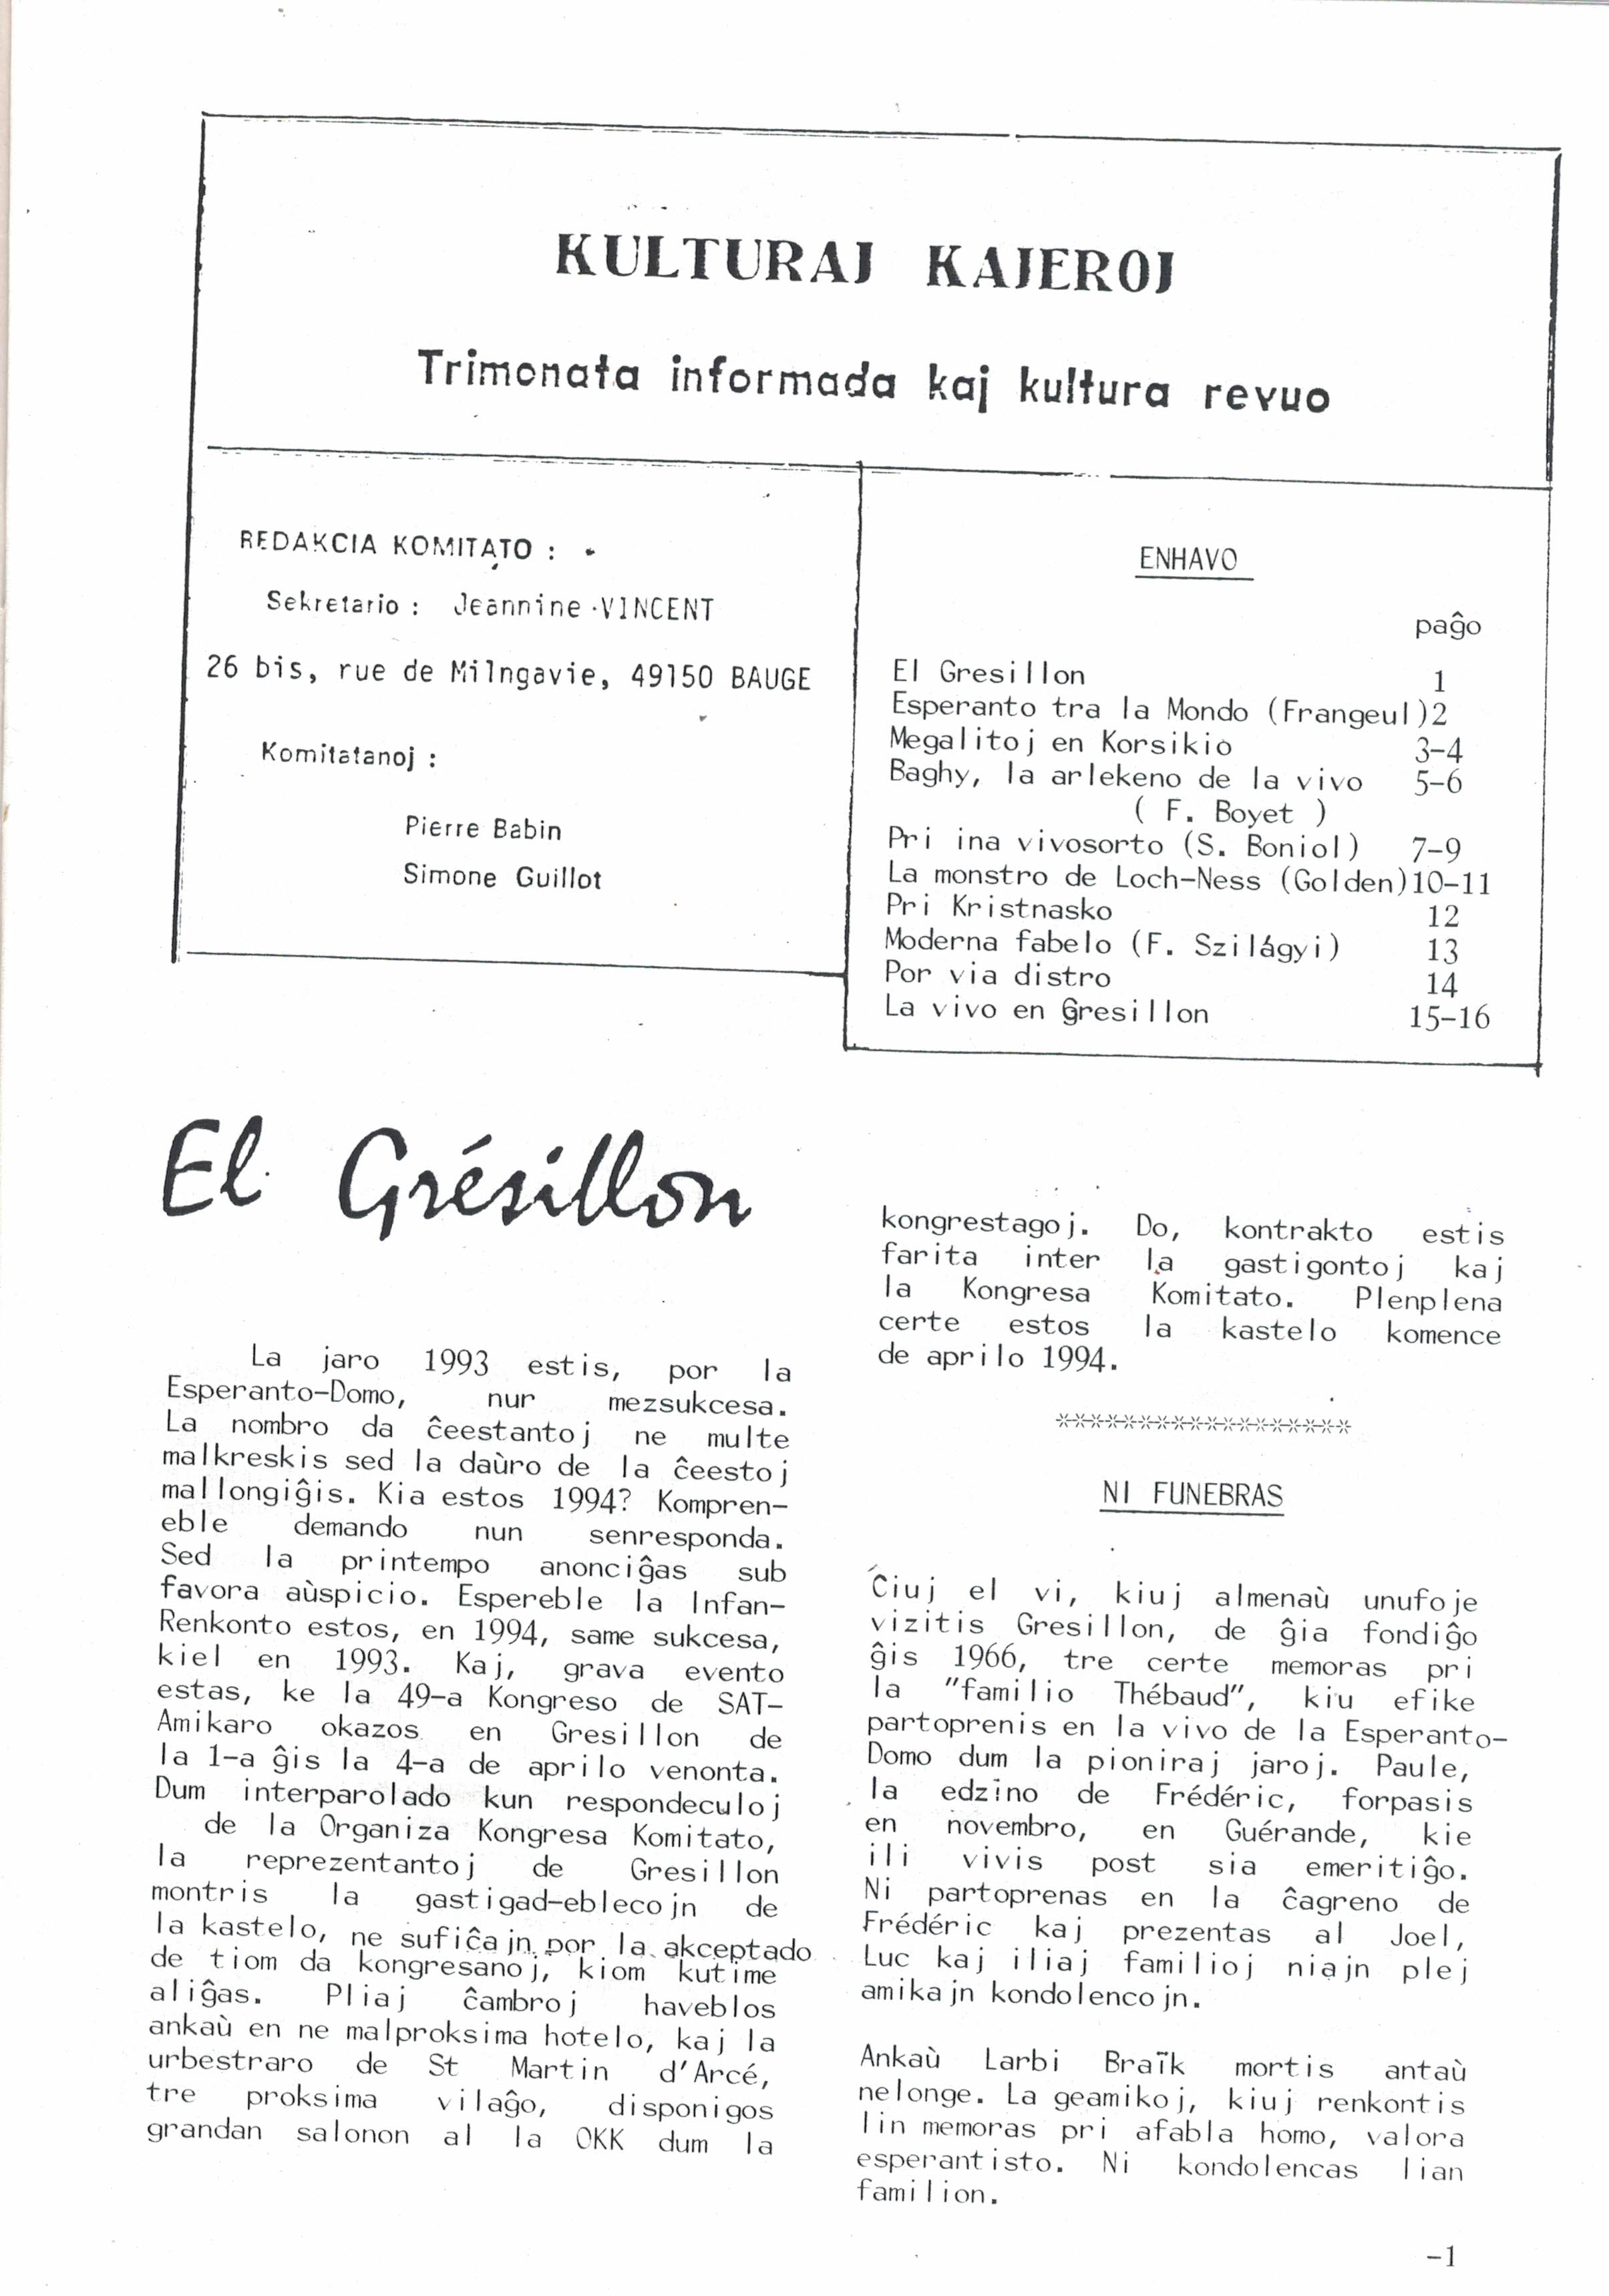 KULTURAJ KAJEROJ
Trimonata informada kaj kultura revuo
REDAKCIA KOMITATO :
Sekretario : Jeannine VINCENT
26 bis, rue de Milngavie, 49150 BAUGE
Komitatanoj :
Pierre Babin
Simone Guillot
ENHAVO
paĝo
El Gresillon 1
Esperanto tra la Mondo (Frangeul)2
Megalitoj en Korsikio 3-4
Baghy, la arlekeno de la vivo 5-6
( F. Boyet )
Pri ina vivosorto (S. Boniol) 7-9
La monstro de Loch-Ness (Golden)10-11
Pri Kristnasko 12
Moderna fabelo (F. Szilágyi) 13
Por via distro 14
La vivo en Gresillon 15-16
El Grésillon
La jaro 1993 estis, por la
Esperanto-Domo, nur mezsukcesa.
La nombro da ĉeestantoj ne multe
malkreskis sed la daùro de la ĉeestoj
mallongiĝis. Kia estos 1994? Kompren-
eble demando nun senresponda.
Sed la printempo anonciĝas sub
favora aùspicio. Espereble la Infan-
Renkonto estos, en 1994, same sukcesa,
kiel en 1993. Kaj, grava evento
estas, ke la 49-a Kongreso de SAT-
Amikaro okazos en Gresillon de
la 1-a ĝis la 4-a de aprilo venonta.
Dum interparolado kun respondeculoj
de la Organiza Kongresa Komitato,
la reprezentantoj de Gresillon
montris la gastigad-eblecojn de
la kastelo, ne sufiĉajn por la akceptado
de tiom da kongresanoj, kiom kutime
aliĝas. Pliaj ĉambroj haveblos
ankaù en ne malproksima hotelo, kaj la
urbestraro de St Martin d'Arcé,
tre proksima vilaĝo, disponigos
grandan salonon al la OKK dum la
kongrestagoj. Do, kontrakto estis
farita inter la gastigontoj kaj
la Kongresa Komitato. Plenplena
certe estos la kastelo komence
de aprilo 1994.
******************
NI FUNEBRAS
Ĉiuj el vi, kiuj almenaù unufoje
vizitis Gresillon, de ĝia fondiĝo
ĝis 1966, tre certe memoras pri
la "familio Thébaud", kiu efike
partoprenis en la vivo de la Esperanto-
Domo dum la pioniraj jaroj. Paule,
la edzino de Frédéric, forpasis
en novembro, en Guérande, kie
ili vivis post sia emeritiĝo.
Ni partoprenas en la ĉagreno de
Frédéric kaj prezentas al Joel,
Luc kaj iliaj familioj niajn plej
amikajn kondolencojn.
Ankaù Larbi Braïk mortis antaù
nelonge. La geamikoj, kiuj renkontis
lin memoras pri afabla homo, valora
esperantisto. Ni kondolencas lian
familion.
-1